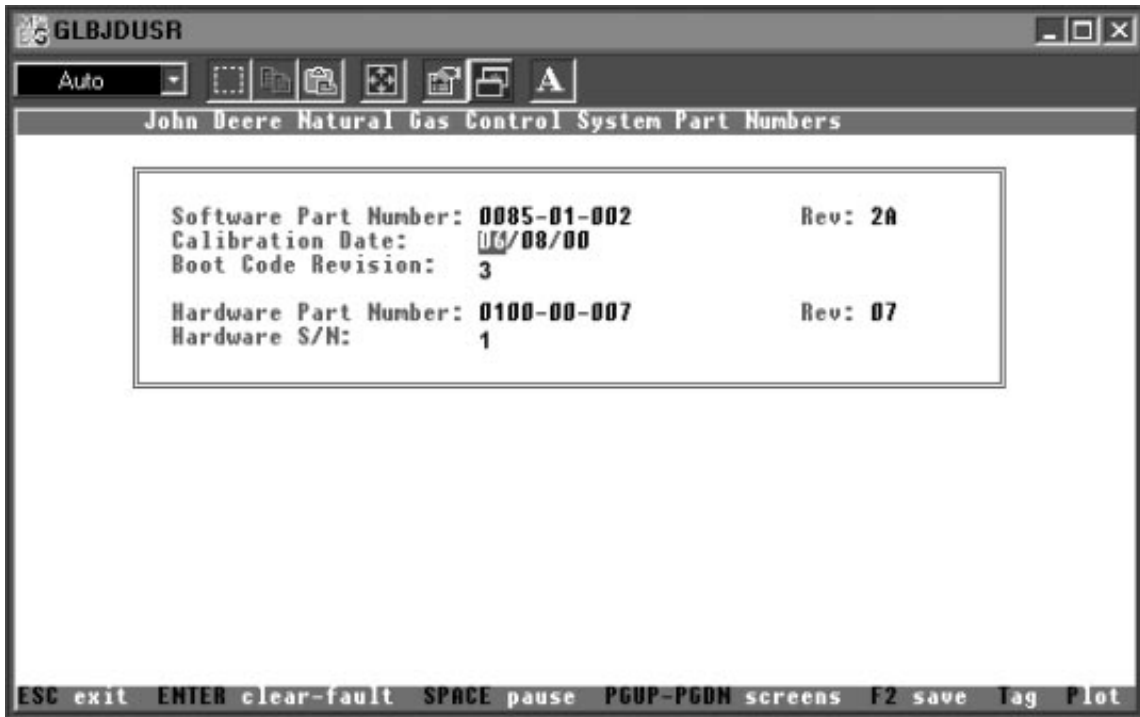 GLBJDUSR
Auto
A
John Deere Natural Gas Control System Part Numbers
Software Part Number: 0085-01-002 Rev: 2A
Calibration Date: 06/08/00
Boot Code Revision: 3
Hardware Part Number: 0100-00-007 Rev: 07
Hardware S/N: 1
ESC exit ENTER clear-fault SPACE pause PGUP-PGDN screens F2 save Tag Plot